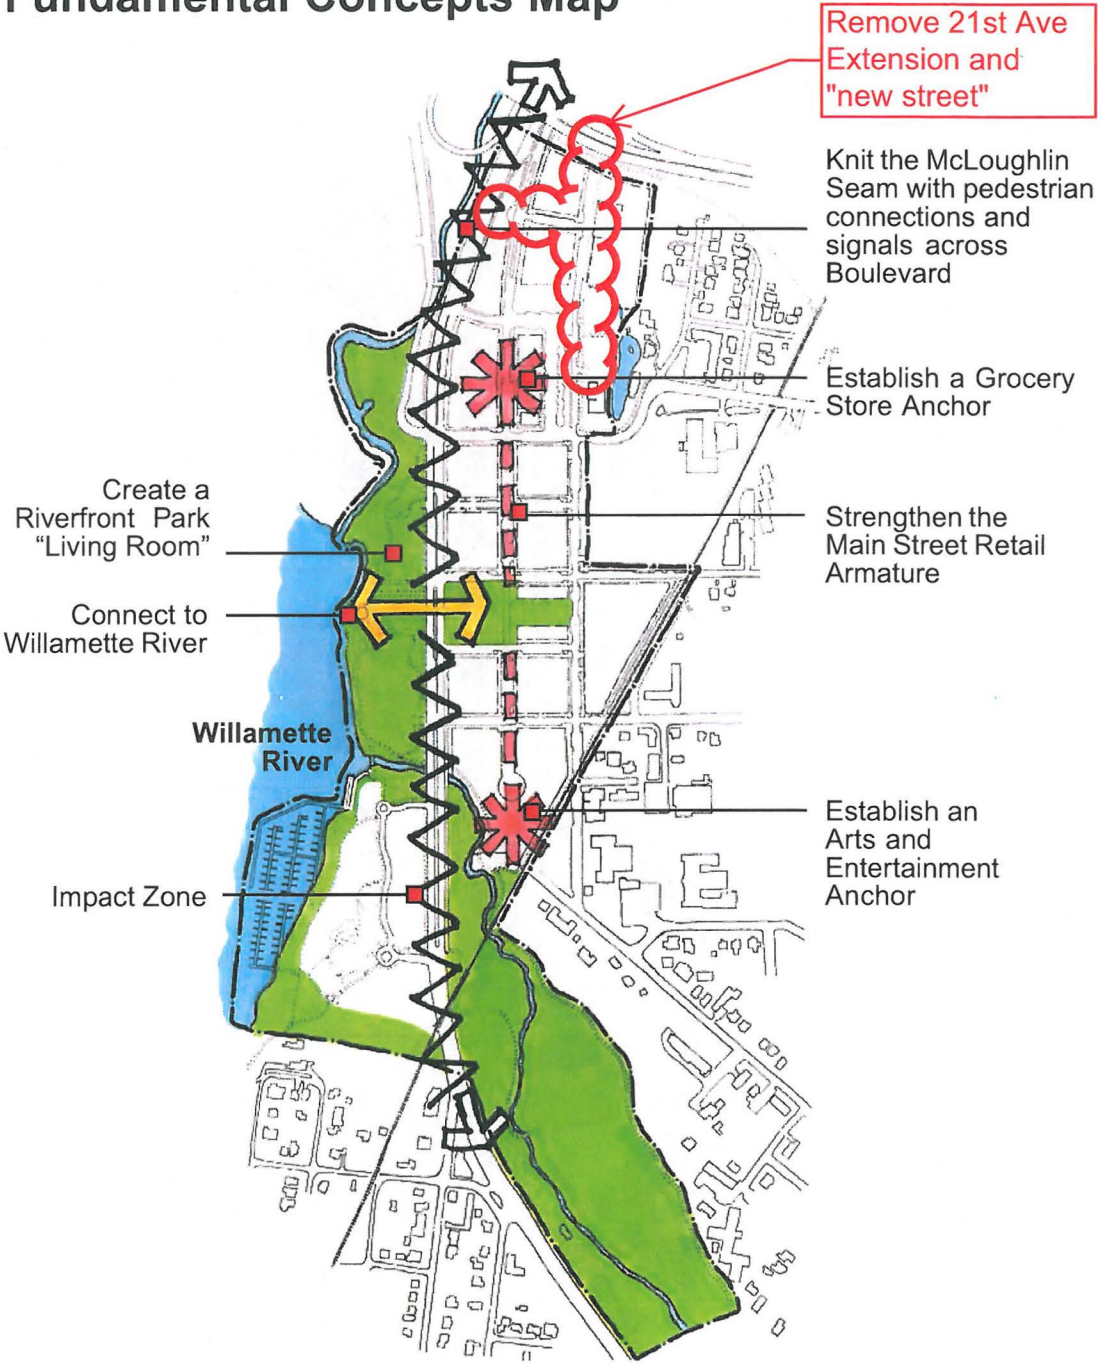 Fundamental Concepts Map
Remove 21st Ave
Extension and
"new street"
Knit the McLoughlin
Seam with pedestrian
connections and
signals across
Boulevard
Establish a Grocery
Store Anchor
Create a
Riverfront Park
“Living Room”
Strengthen the
Main Street Retail
Armature
Connect to
Willamette River
Willamette
River
Establish an
Arts and
Entertainment
Anchor
Impact Zone